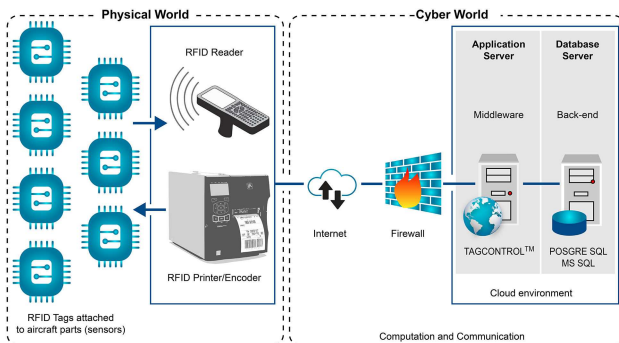 Physical World
Cyber World
RFID Reader
RFID Printer/Encoder
RFID Tags attached
to aircraft parts (sensors)
Internet
Firewall
Application
Server
Middleware
TAGCONTROL™
Database
Server
Back-end
POSGRE SQL
MS SQL
Cloud environment
Computation and Communication